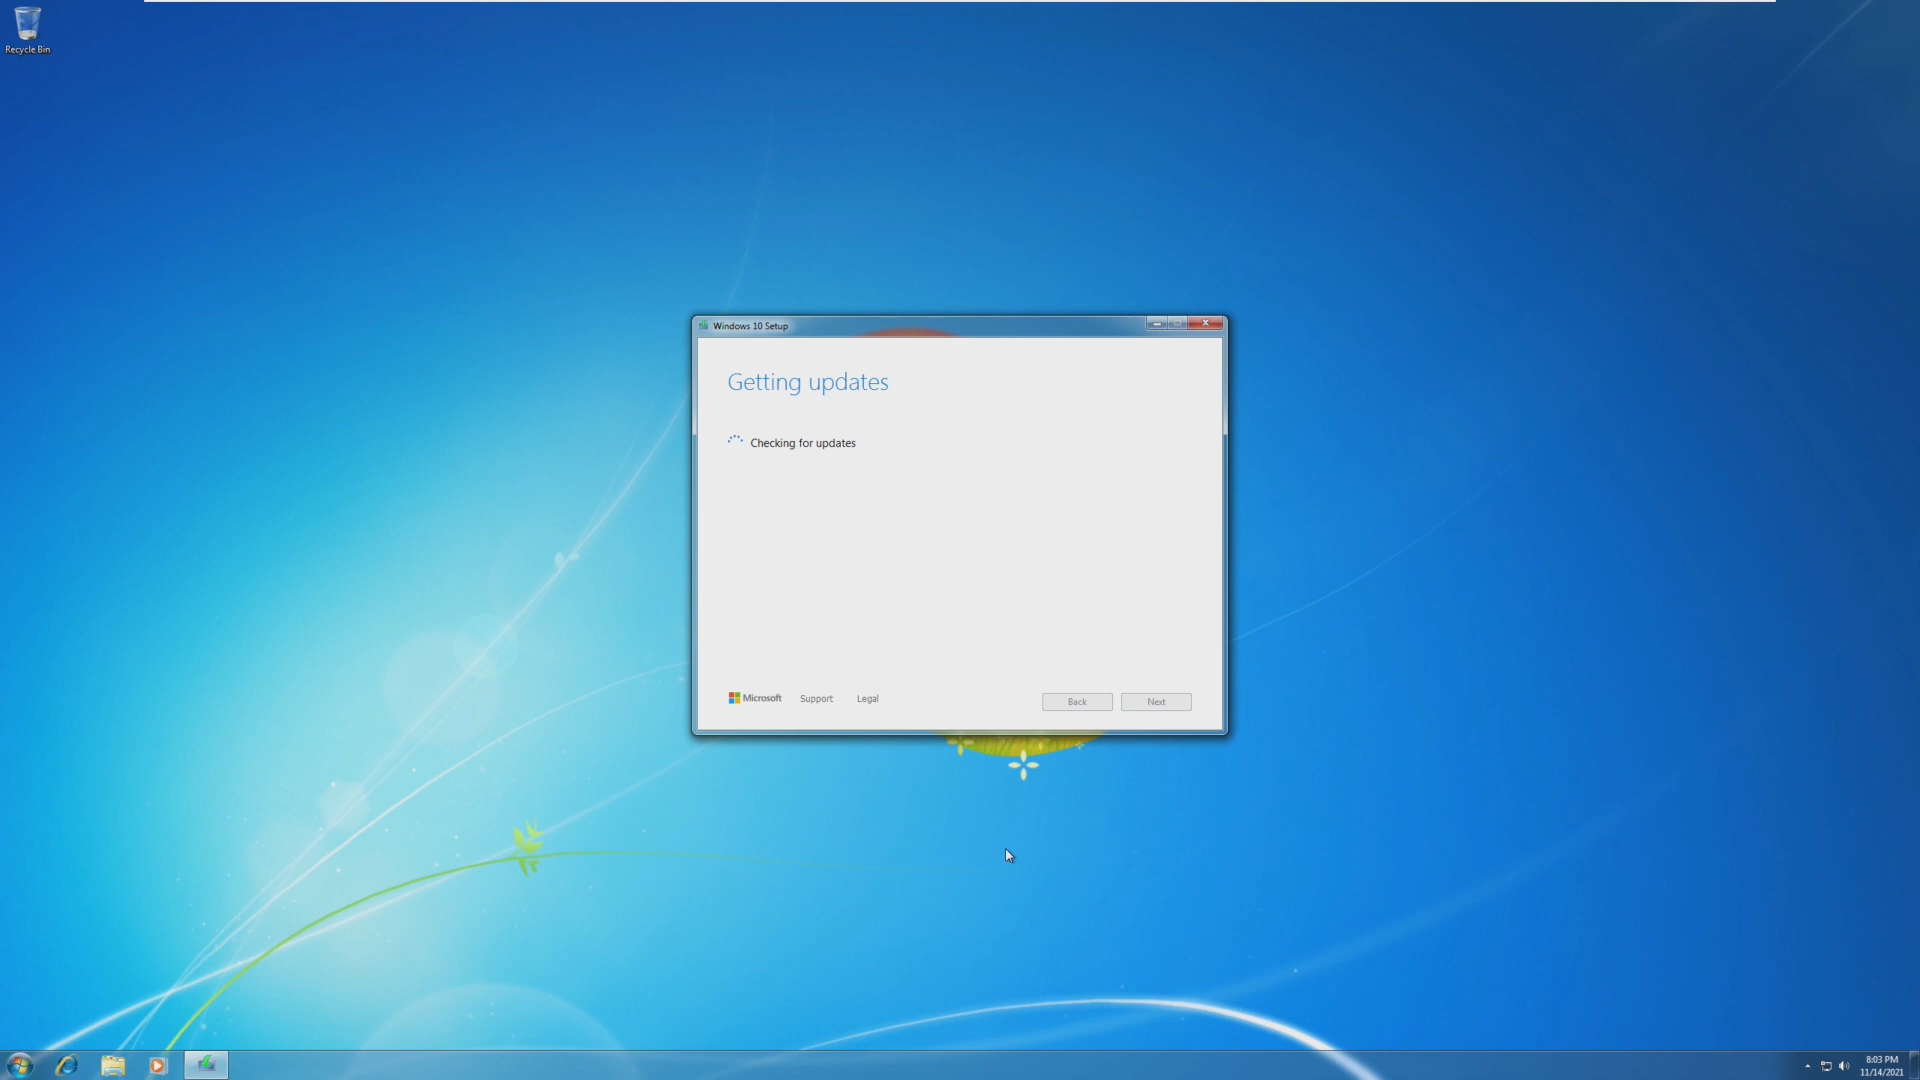 Recycle Bin
Windows 10 Setup
Getting updates
Checking for updates
Microsoft Support Legal Back Next
8:03 PM
11/14/2021